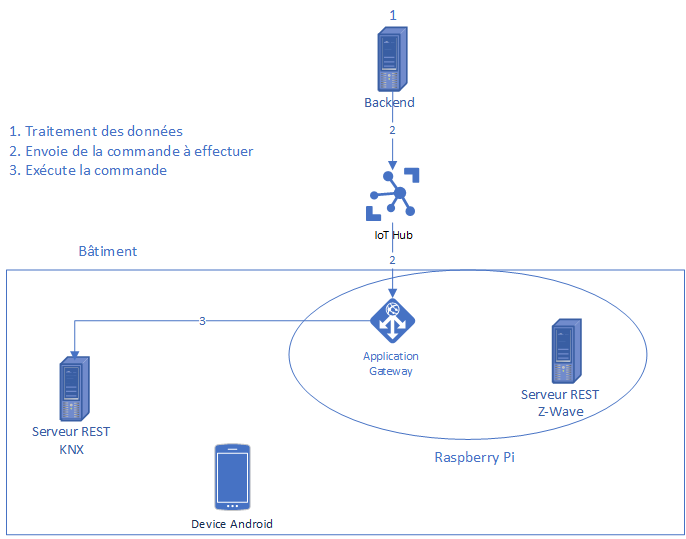 1
Backend
2
1. Traitement des données
2. Envoie de la commande à effectuer
3. Exécute la commande
IoT Hub
Bâtiment
2
3
Application
Gateway
Serveur REST
Z-Wave
Serveur REST
KNX
Raspberry Pi
Device Android